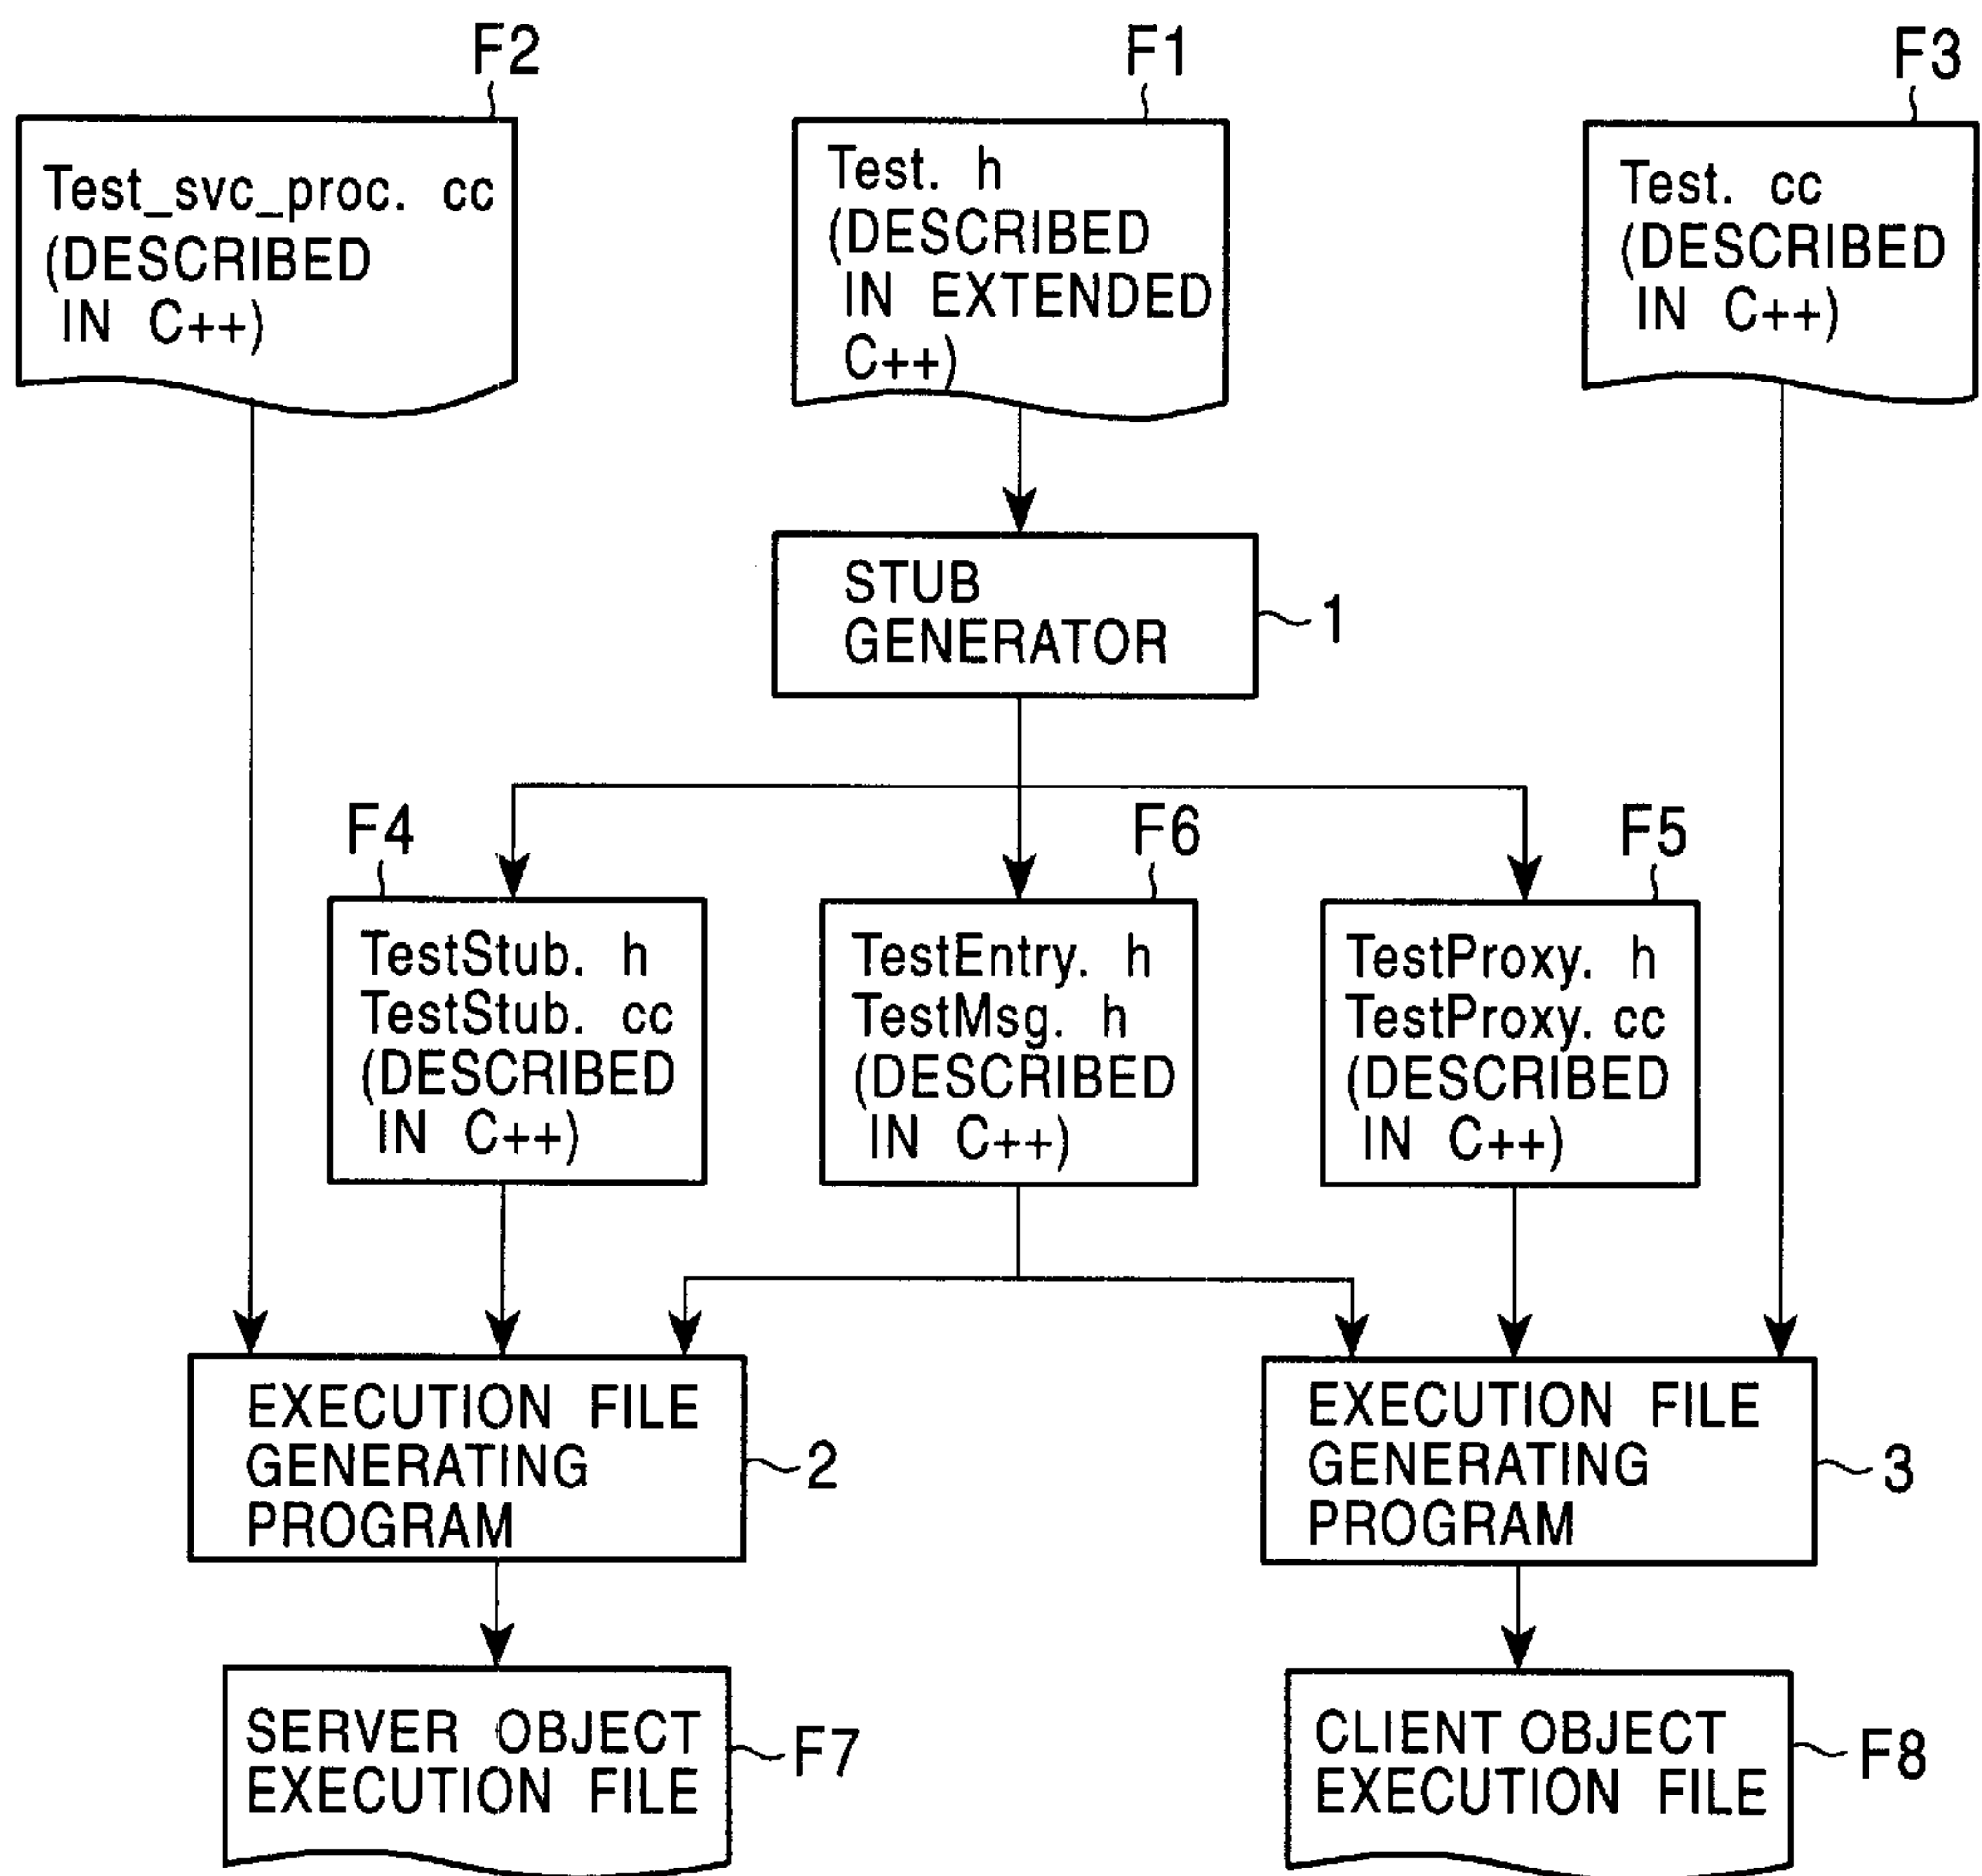 F2
F1
F3
Test_svc_proc. cc
(DESCRIBED
IN C++)
Test. h
(DESCRIBED
IN EXTENDED
C++)
Test. cc
(DESCRIBED
IN C++)
STUB
GENERATOR
1
F4
F6
F5
TestStub. h
TestStub. cc
(DESCRIBED
IN C++)
TestEntry. h
TestMsg. h
(DESCRIBED
IN C++)
TestProxy. h
TestProxy. cc
(DESCRIBED
IN C++)
EXECUTION FILE
GENERATING
PROGRAM
2
EXECUTION FILE
GENERATING
PROGRAM
3
SERVER OBJECT
EXECUTION FILE
F7
CLIENT OBJECT
EXECUTION FILE
F8